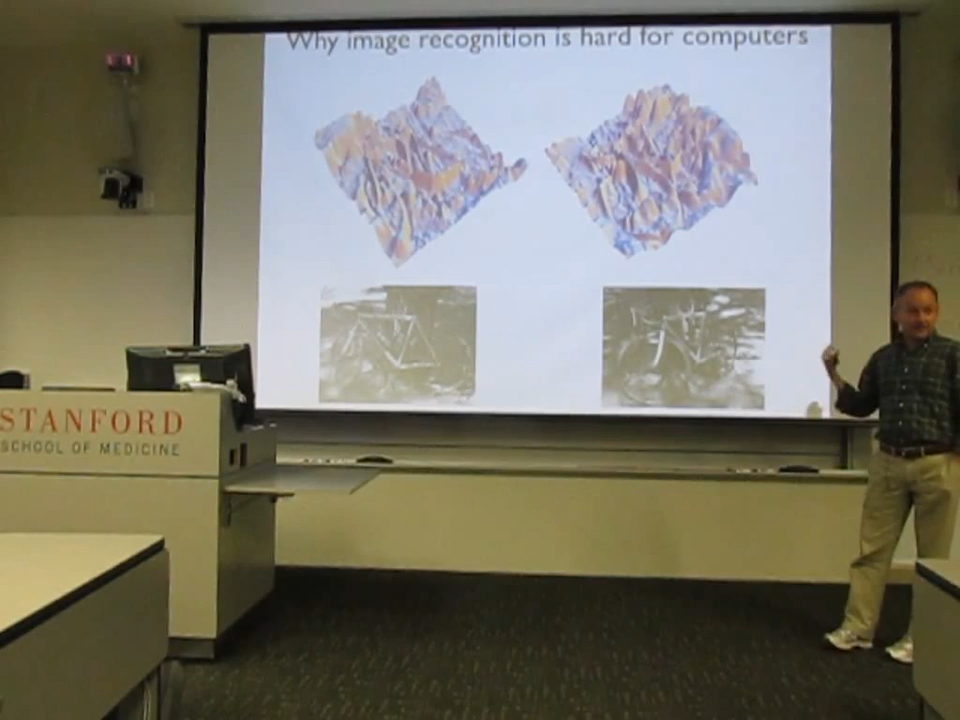 Why image recognition is hard for computers
STANFORD
SCHOOL OF MEDICINE